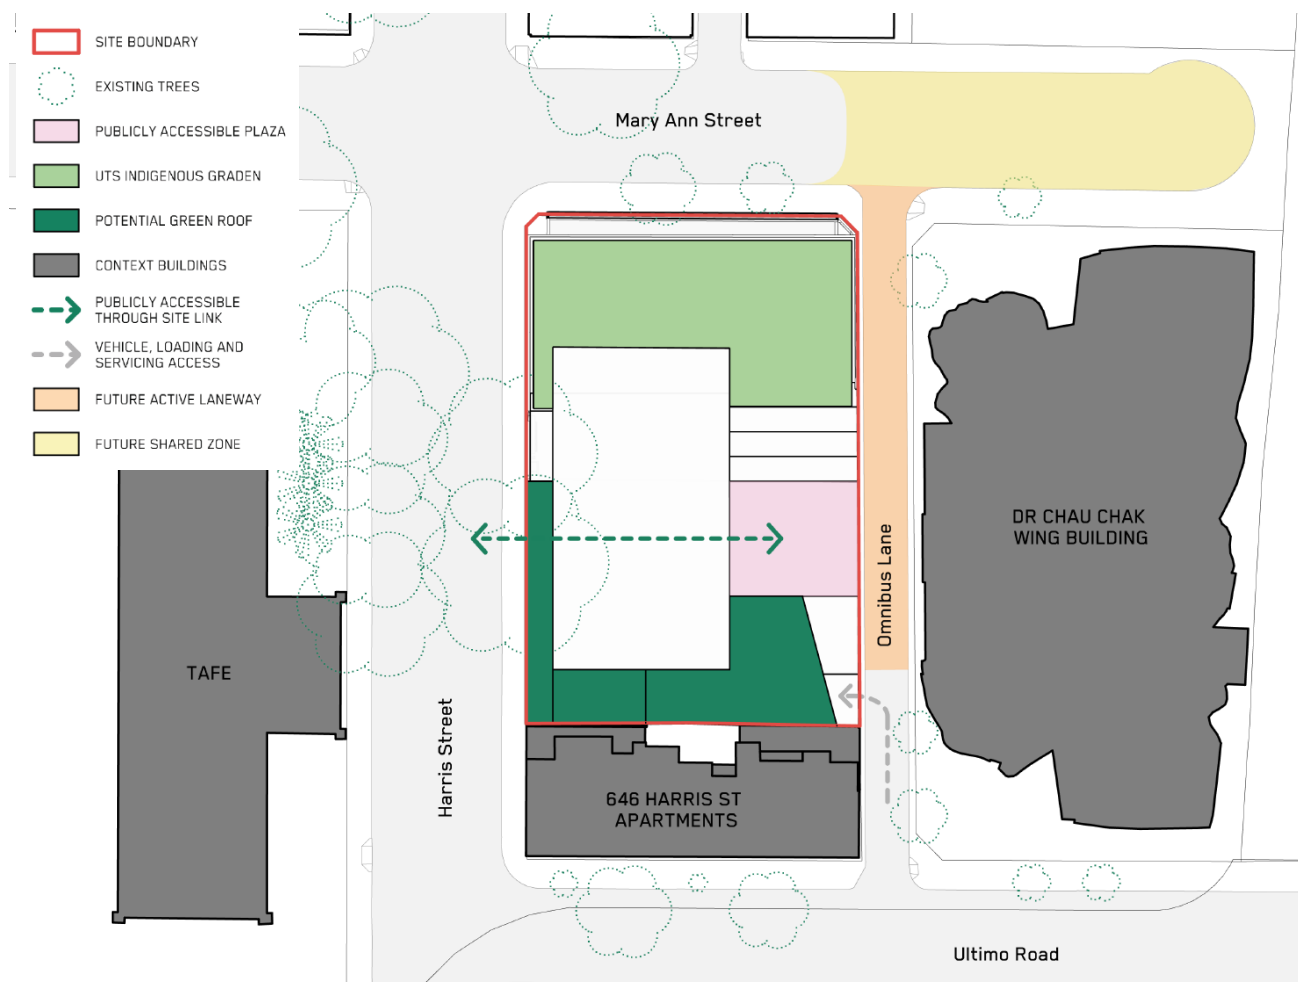 SITE BOUNDARY
EXISTING TREES
PUBLICLY ACCESSIBLE PLAZA
UTS INDIGENOUS GRADEN
POTENTIAL GREEN ROOF
CONTEXT BUILDINGS
PUBLICLY ACCESSIBLE
THROUGH SITE LINK
VEHICLE, LOADING AND
SERVICING ACCESS
FUTURE ACTIVE LANEWAY
FUTURE SHARED ZONE
Mary Ann Street
DR CHAU CHAK
WING BUILDING
Omnibus Lane
TAFE
Harris Street
646 HARRIS ST
APARTMENTS
Ultimo Road